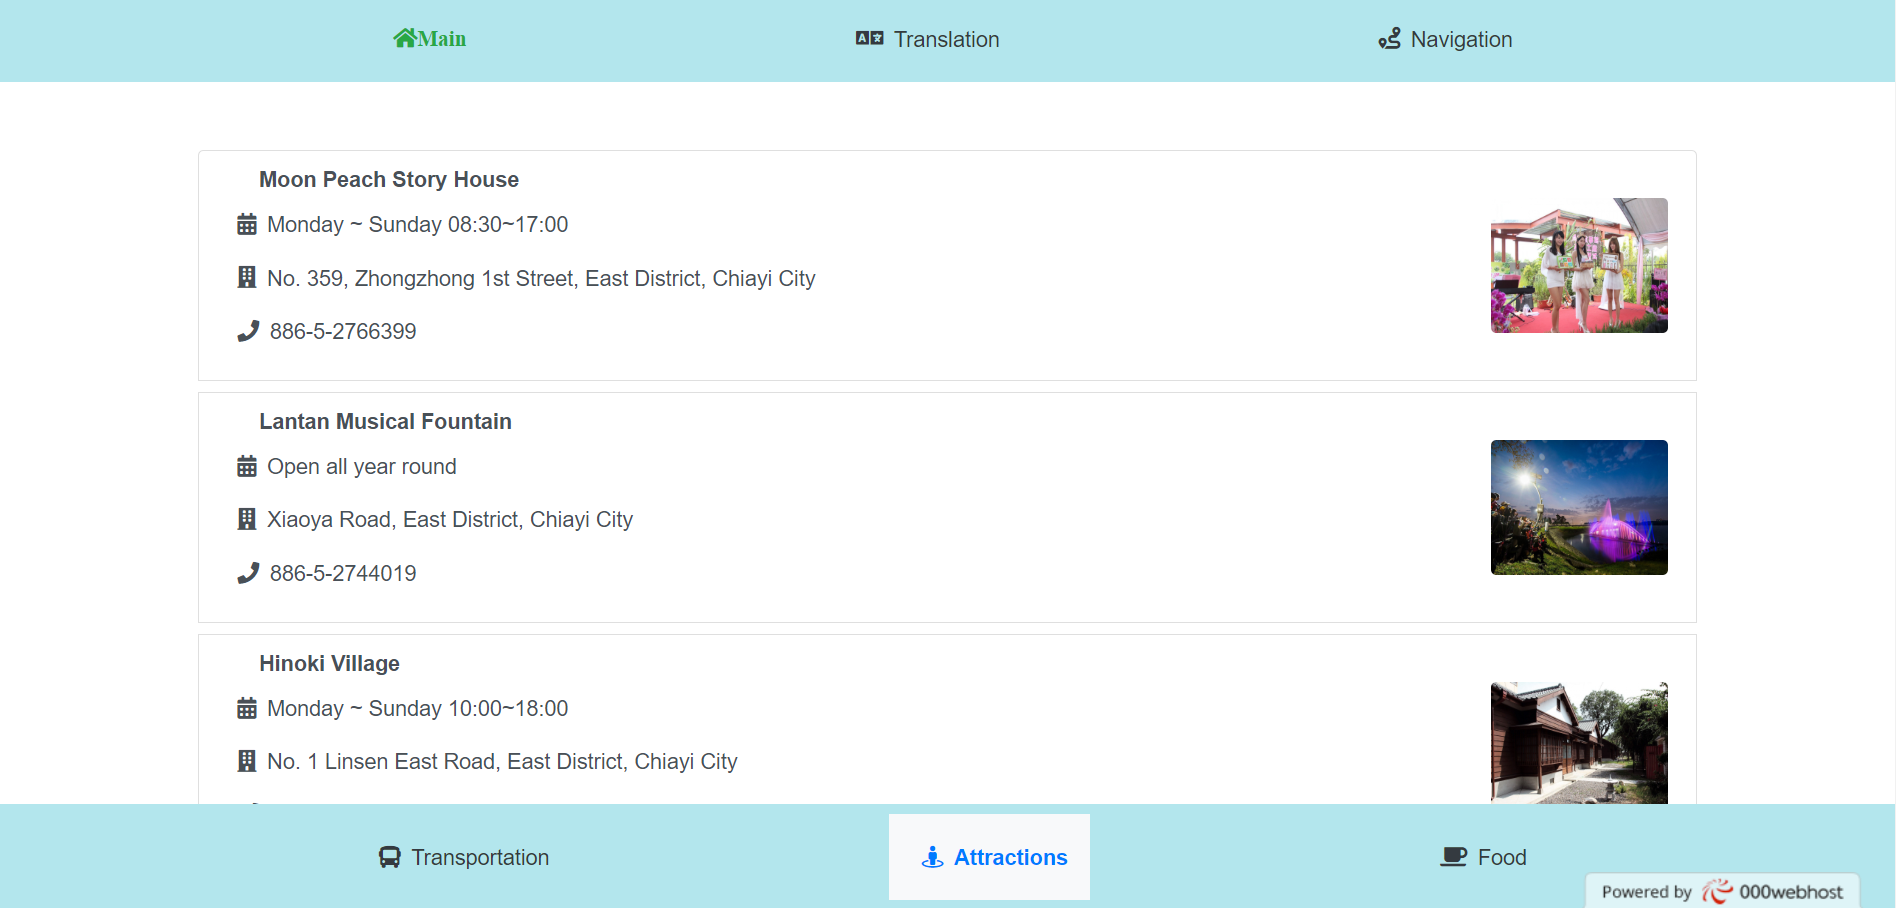 Main
Translation
Navigation
Moon Peach Story House
Monday ~ Sunday 08:30~17:00
No. 359, Zhongzhong 1st Street, East District, Chiayi City
886-5-2766399
Lantan Musical Fountain
Open all year round
Xiaoya Road, East District, Chiayi City
886-5-2744019
Hinoki Village
Monday ~ Sunday 10:00~18:00
No. 1 Linsen East Road, East District, Chiayi City
Transportation
Attractions
Food
Powered by 000webhost